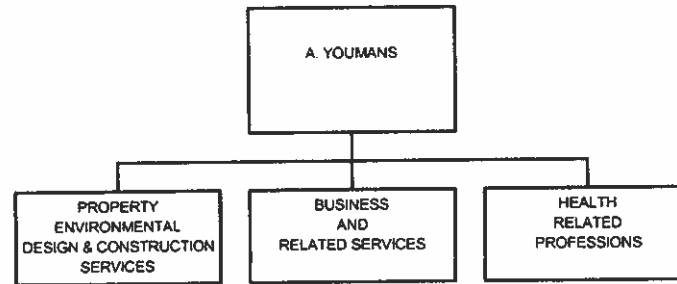 A. YOUMANS
PROPERTY
ENVIRONMENTAL
DESIGN & CONSTRUCTION
SERVICES
BUSINESS
AND
RELATED SERVICES
HEALTH
RELATED
PROFESSIONS